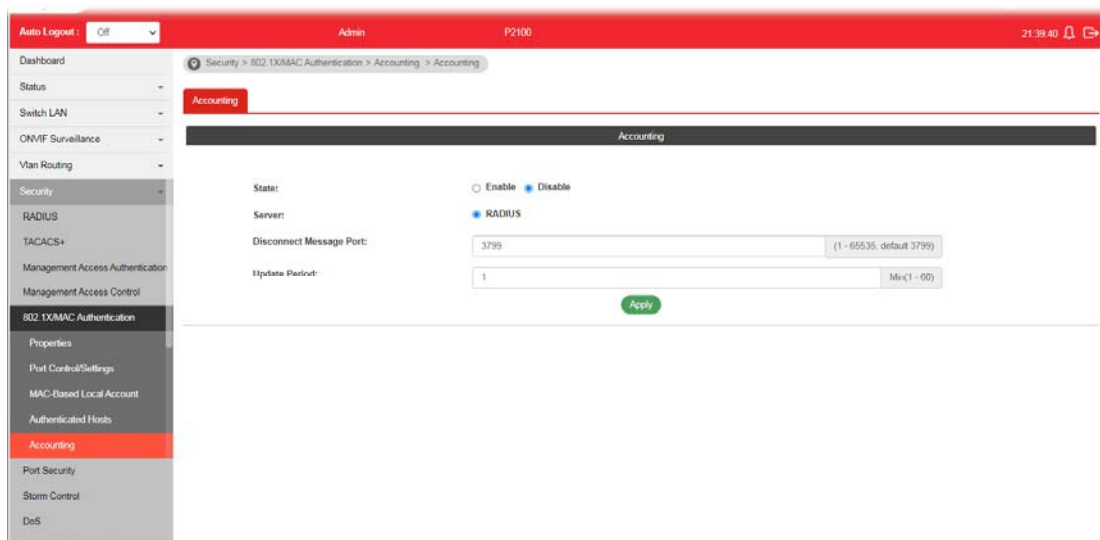 Auto Logout : Off Admin P2100 21:39:40
Dashboard
Security > 802.1X/MAC Authentication > Accounting > Accounting
Status
Switch LAN
Accounting
ONVIF Surveillance
Accounting
Vlan Routing
Security
State: Enable Disable
RADIUS
Server: RADIUS
TACACS+
Disconnect Message Port: 3799 (1 - 65535, default 3799)
Management Access Authentication
Update Period: 1 Min(1 - 60)
Management Access Control
Apply
802.1X/MAC Authentication
Properties
Port Control/Settings
MAC-Based Local Account
Authenticated Hosts
Accounting
Port Security
Storm Control
DoS